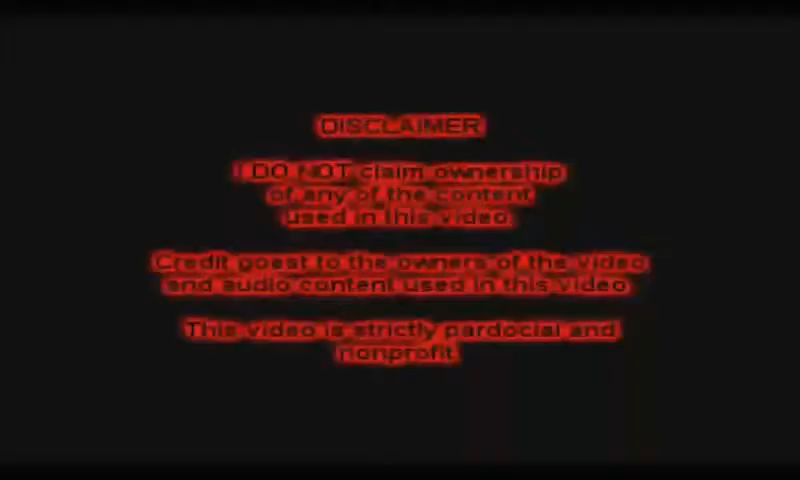 DISCLAIMER
I DO NOT claim ownership
of any of the content
used in this video.
Credit goest to the owners of the video
and audio content used in this video.
This video is strictly pardocial and
nonprofit.